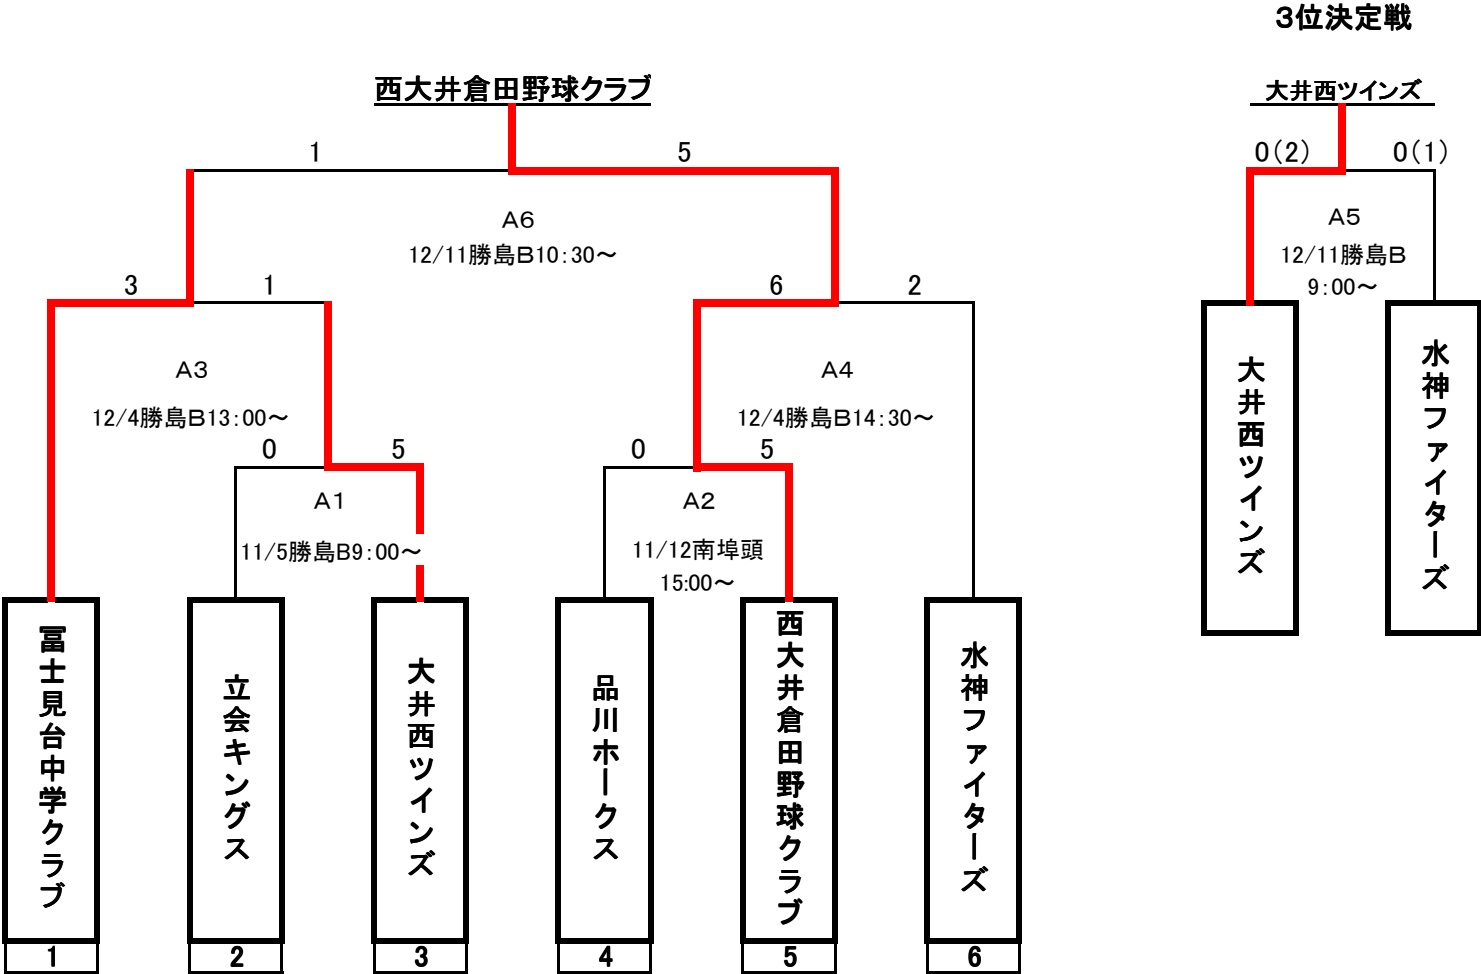 3位決定戦
西大井倉田野球クラブ
大井西ツインズ
1
5
0(2)
0(1)
A6
12/11勝島B10:30～
A5
12/11勝島B
9:00～
3
1
6
2
A3
12/4勝島B13:00～
A4
12/4勝島B14:30～
0
5
0
5
A1
11/5勝島B9:00～
A2
11/12南埠頭
15:00～
大井西ツインズ
水神ファイターズ
冨士見台中学クラブ
立会キングス
大井西ツインズ
品川ホークス
西大井倉田野球クラブ
水神ファイターズ
1
2
3
4
5
6